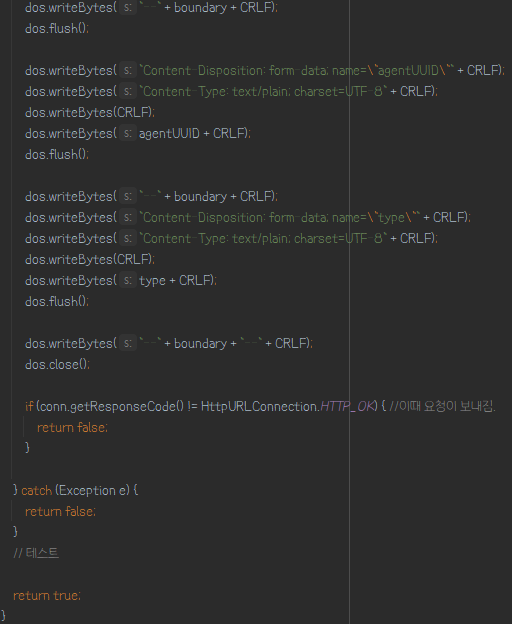 dos.writeBytes( s: "--" + boundary + CRLF);
dos.flush();
dos.writeBytes( s: "Content-Disposition: form-data; name=\"agentUUID\"" + CRLF);
dos.writeBytes( s: "Content-Type: text/plain; charset=UTF-8" + CRLF);
dos.writeBytes(CRLF);
dos.writeBytes( s: agentUUID + CRLF);
dos.flush();
dos.writeBytes( s: "--" + boundary + CRLF);
dos.writeBytes( s: "Content-Disposition: form-data; name=\"type\"" + CRLF);
dos.writeBytes( s: "Content-Type: text/plain; charset=UTF-8" + CRLF);
dos.writeBytes(CRLF);
dos.writeBytes( s: type + CRLF);
dos.flush();
dos.writeBytes( s: "--" + boundary + "--" + CRLF);
dos.close();
if (conn.getResponseCode() != HttpURLConnection.HTTP_OK) { //이때 요청이 보내짐.
return false;
}
} catch (Exception e) {
return false;
}
// 테스트
return true;
}